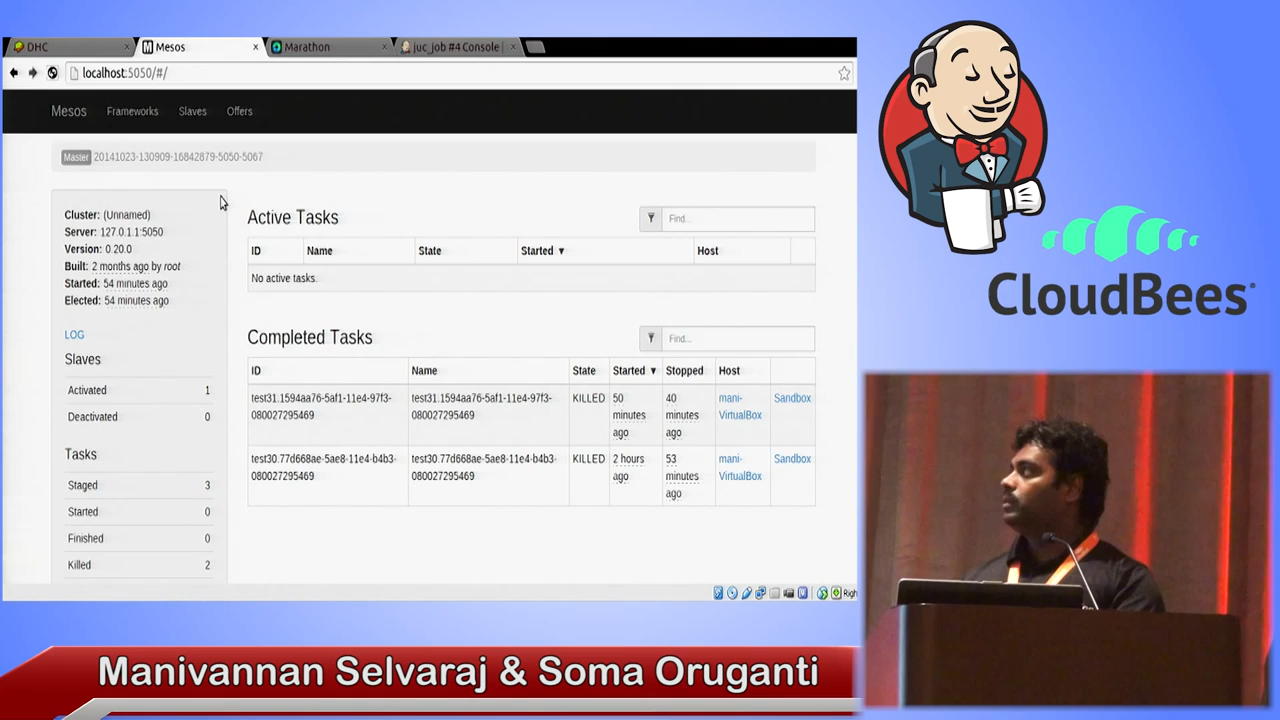 DHC
Mesos
Marathon
juc_job #4 Console
localhost:5050/#/
Mesos Frameworks Slaves Offers
Master 20141023-130909-16842879-5050-5067
Cluster: (Unnamed)
Server: 127.0.1.1:5050
Version: 0.20.0
Built: 2 months ago by root
Started: 54 minutes ago
Elected: 54 minutes ago
LOG
Slaves
Activated 1
Deactivated 0
Tasks
Staged 3
Started 0
Finished 0
Killed 2
Active Tasks
Find...
ID Name State Started ▼ Host
No active tasks.
Completed Tasks
Find...
ID Name State Started ▼ Stopped Host
test31.1594aa76-5af1-11e4-97f3- test31.1594aa76-5af1-11e4-97f3- KILLED 50 40 mani- Sandbox
080027295469 080027295469 minutes minutes VirtualBox
ago ago
test30.77d668ae-5ae8-11e4-b4b3- test30.77d668ae-5ae8-11e4-b4b3- KILLED 2 hours 53 mani- Sandbox
080027295469 080027295469 ago minutes VirtualBox
ago
Righ
CloudBees
Manivannan Selvaraj & Soma Oruganti